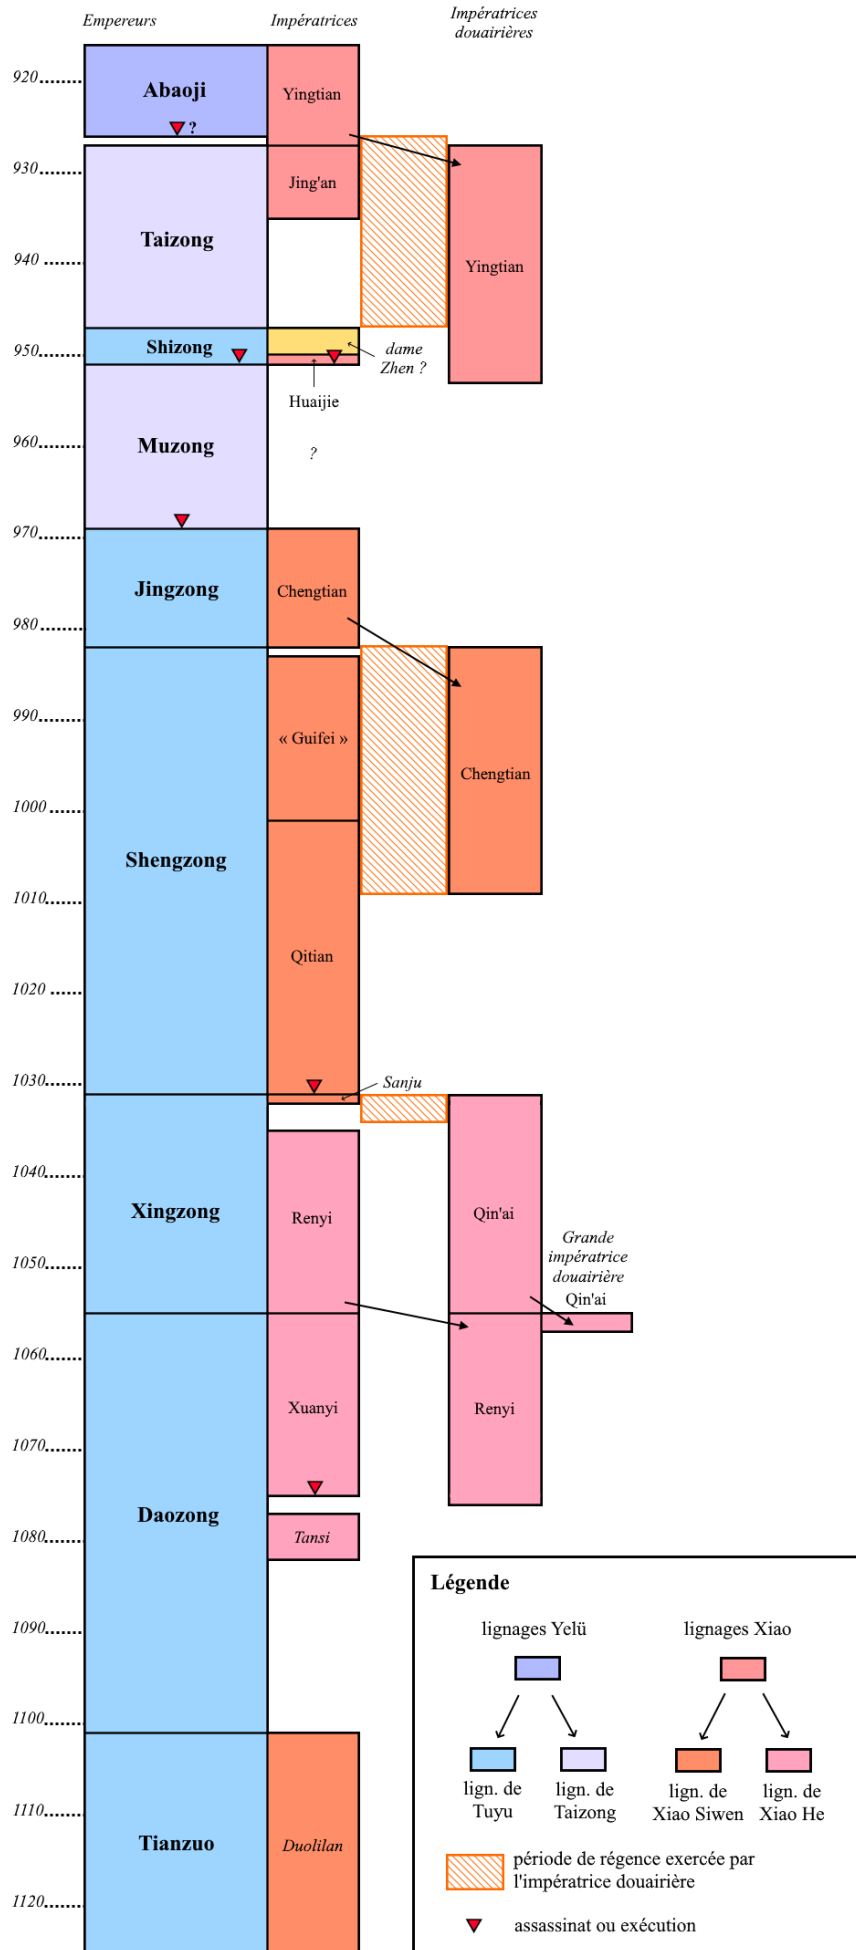 Empereurs
Impératrices
Impératrices
douairières
920
Abaoji
Yingtian
?
930
Jing'an
Taizong
940
Yingtian
Shizong
950
dame
Zhen ?
Huaijie
Muzong
960
?
970
Jingzong
Chengtian
980
990
« Guifei »
Chengtian
1000
Shengzong
1010
Qitian
1020
1030
Sanju
1040
Xingzong
Renyi
Qin'ai
Grande
impératrice
douairière
Qin'ai
1050
1060
Xuanyi
Renyi
1070
Daozong
1080
Tansi
1090
1100
1110
Tianzuo
Duolilan
1120
Légende
lignages Yelü
lignages Xiao
lign. de
Tuyu
lign. de
Taizong
lign. de
Xiao Siwen
lign. de
Xiao He
période de régence exercée par
l'impératrice douairière
assassinat ou exécution